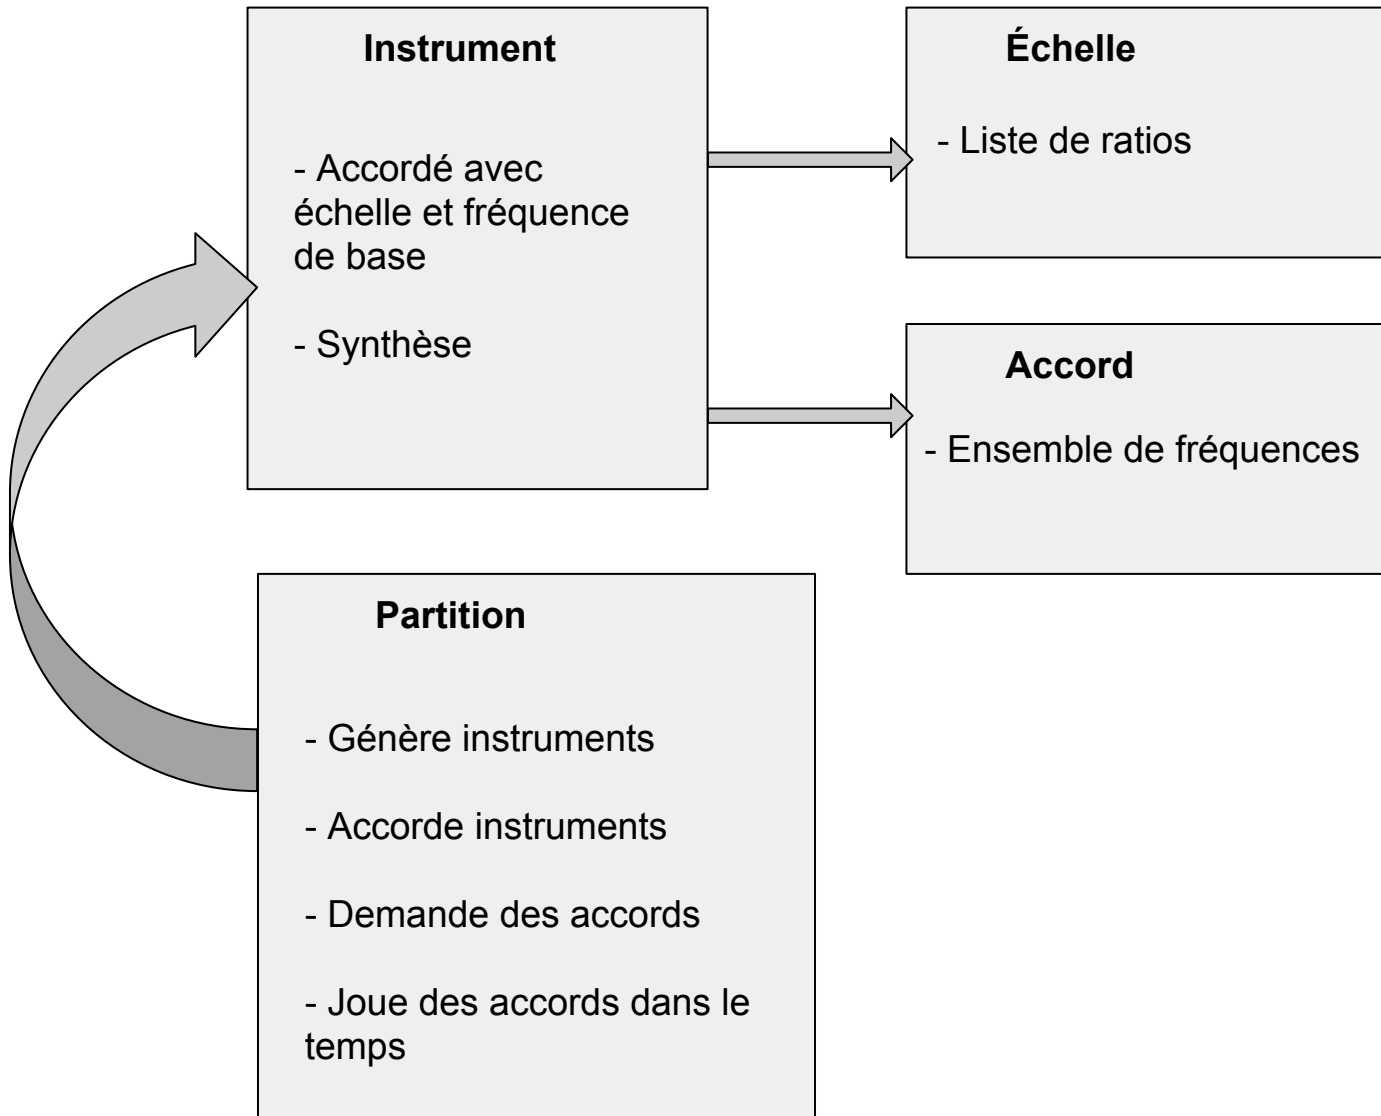 Instrument
- Accordé avec
échelle et fréquence
de base
- Synthèse
Échelle
- Liste de ratios
Accord
- Ensemble de fréquences
Partition
- Génère instruments
- Accorde instruments
- Demande des accords
- Joue des accords dans le
temps